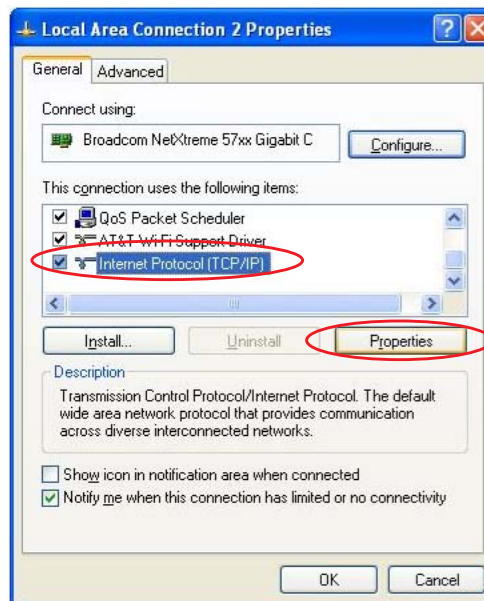 Local Area Connection 2 Properties
General Advanced
Connect using:
Broadcom NetXtreme 57xx Gigabit C Configure...
This connection uses the following items:
QoS Packet Scheduler
AT&T Wi-Fi Support Driver
Internet Protocol (TCP/IP)
Install... Uninstall Properties
Description
Transmission Control Protocol/Internet Protocol. The default
wide area network protocol that provides communication
across diverse interconnected networks.
Show icon in notification area when connected
Notify me when this connection has limited or no connectivity
OK Cancel